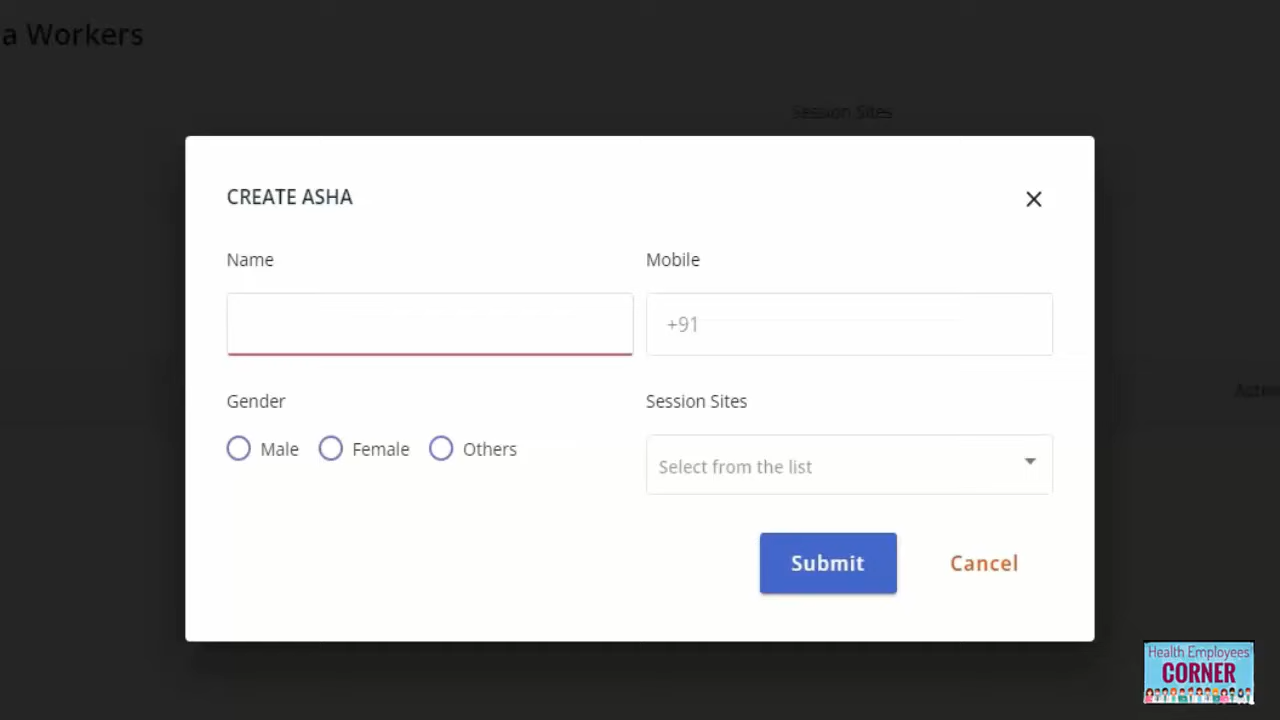 a Workers
Session Sites
CREATE ASHA
Name
Mobile
+91
Gender
Session Sites
Male
Female
Others
Select from the list
Submit
Cancel
Health Employees'
CORNER